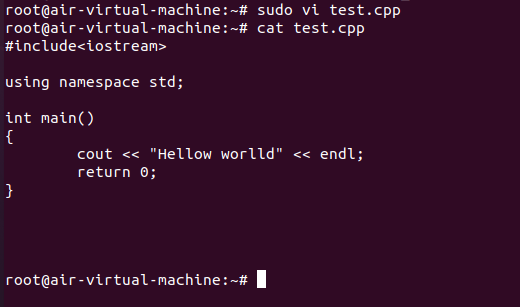 root@air-virtual-machine:~# sudo vi test.cpp
root@air-virtual-machine:~# cat test.cpp
#include<iostream>
using namespace std;
int main()
{
        cout << "Hellow worlld" << endl;
        return 0;
}
root@air-virtual-machine:~#